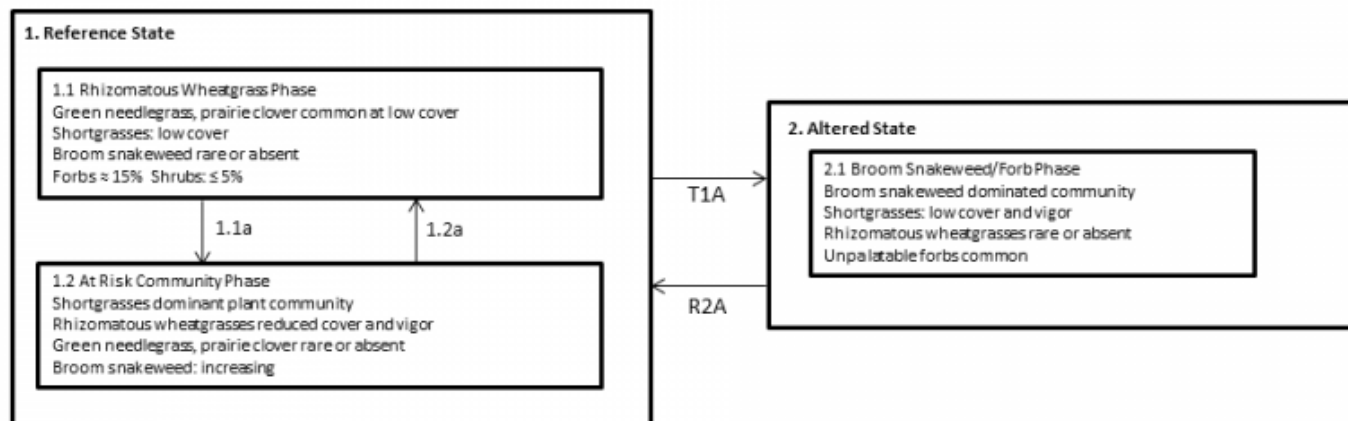 1. Reference State
1.1 Rhizomatous Wheatgrass Phase
Green needlegrass, prairie clover common at low cover
Shortgrasses: low cover
Broom snakeweed rare or absent
Forbs ≈ 15% Shrubs: ≤ 5%
1.1a
1.2a
1.2 At Risk Community Phase
Shortgrasses dominant plant community
Rhizomatous wheatgrasses reduced cover and vigor
Green needlegrass, prairie clover rare or absent
Broom snakeweed: increasing
T1A
R2A
2. Altered State
2.1 Broom Snakeweed/Forb Phase
Broom snakeweed dominated community
Shortgrasses: low cover and vigor
Rhizomatous wheatgrasses rare or absent
Unpalatable forbs common